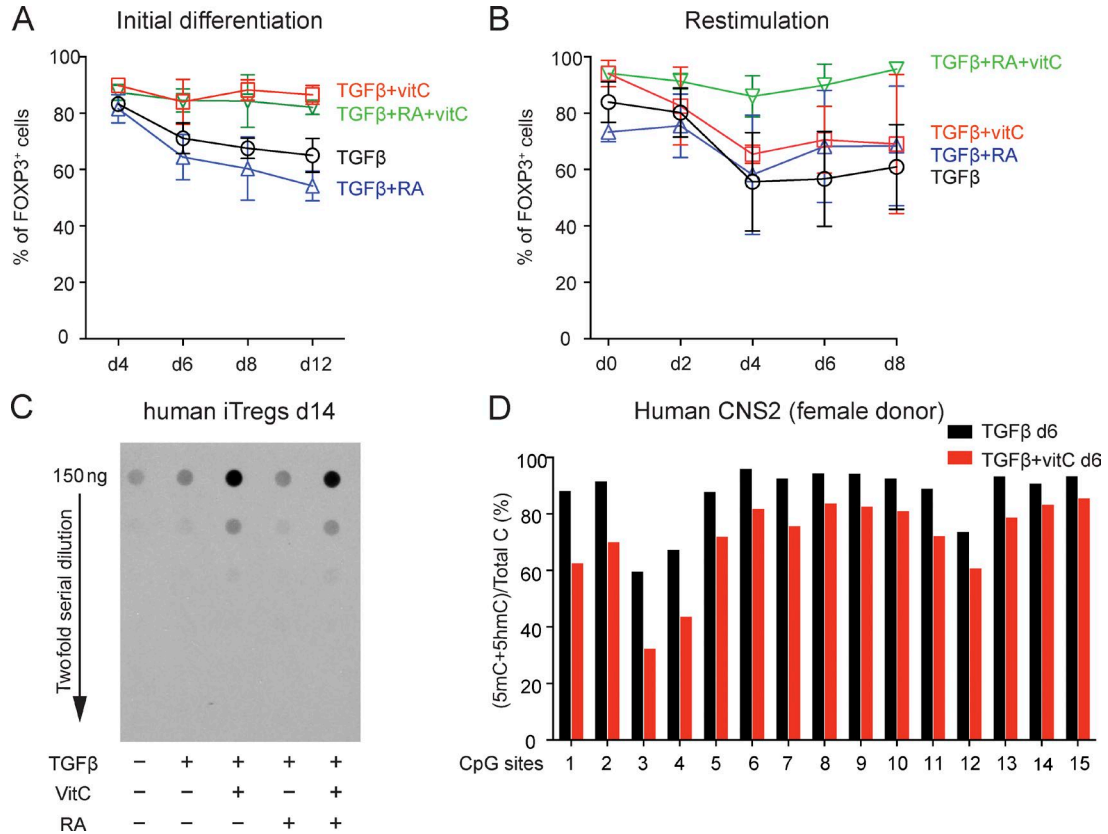 A Initial differentiation
% of FOXP3⁺ cells
100
80
60
40
20
0
d4 d6 d8 d12
TGFβ+vitC
TGFβ+RA+vitC
TGFβ
TGFβ+RA
B Restimulation
% of FOXP3⁺ cells
100
80
60
40
20
0
d0 d2 d4 d6 d8
TGFβ+RA+vitC
TGFβ+vitC
TGFβ+RA
TGFβ
C human iTregs d14
150 ng
Twofold serial dilution
TGFβ – + + + +
VitC – – + – +
RA – – – + +
D Human CNS2 (female donor)
TGFβ d6
TGFβ+vitC d6
(5mC+5hmC)/Total C (%)
100
80
60
40
20
0
CpG sites 1 2 3 4 5 6 7 8 9 10 11 12 13 14 15